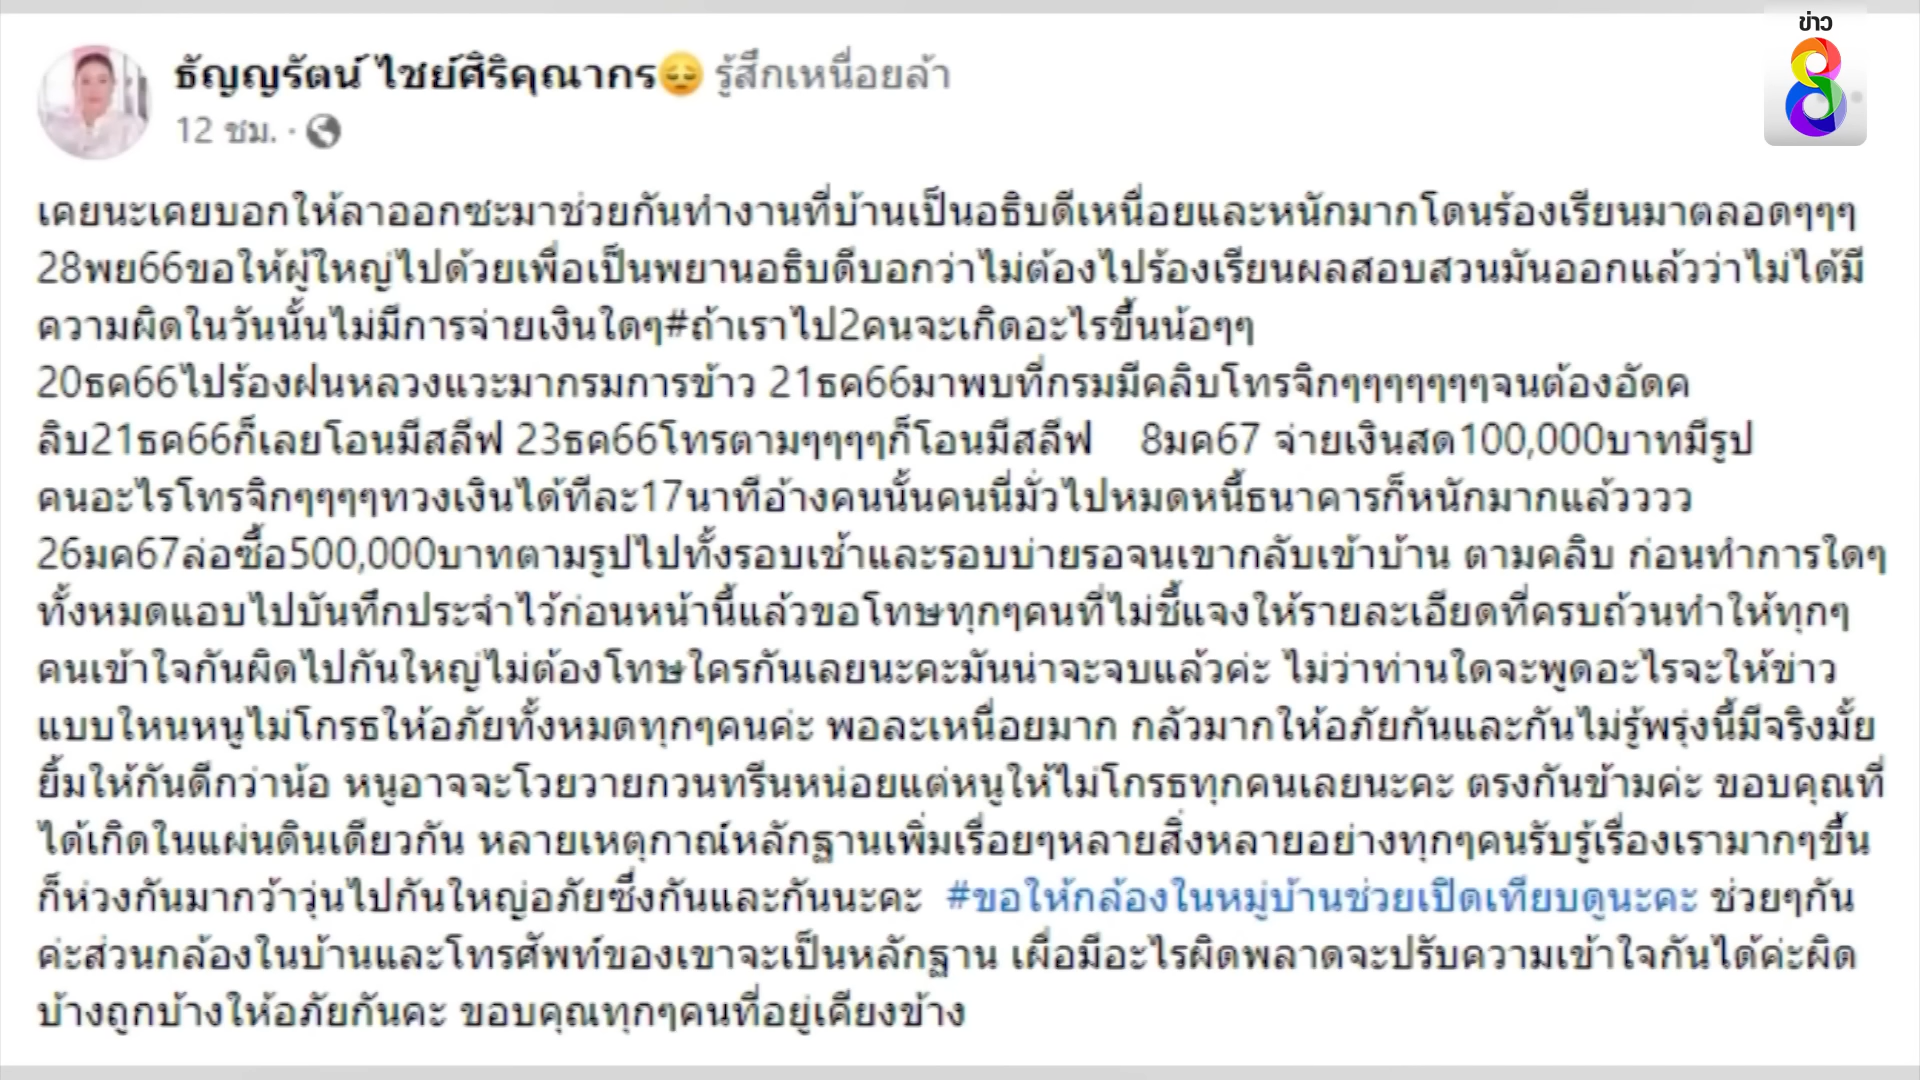 ข่าว
8
ธัญญรัตน์ ไชย์ศิริคุณากร😔 รู้สึกเหนื่อยล้า
12 ชม. ·
เคยนะเคยบอกให้ลาออกซะมาช่วยกันทำงานที่บ้านเป็นอธิบดีเหนื่อยและหนักมากโดนร้องเรียนมาตลอดๆๆๆ
28พย66ขอให้ผู้ใหญ่ไปด้วยเพื่อเป็นพยานอธิบดีบอกว่าไม่ต้องไปร้องเรียนผลสอบสวนมันออกแล้วว่าไม่ได้มี
ความผิดในวันนั้นไม่มีการจ่ายเงินใดๆ#ถ้าเราไป2คนจะเกิดอะไรขึ้นน้อๆๆ
20ธค66ไปร้องฝนหลวงแวะมากรมการข้าว 21ธค66มาพบที่กรมมีคลิบโทรจิกๆๆๆๆๆๆจนต้องอัดค
ลิบ21ธค66ก็เลยโอนมีสลีฟ 23ธค66โทรตามๆๆๆๆก็โอนมีสลีฟ 8มค67 จ่ายเงินสด100,000บาทมีรูป
คนอะไรโทรจิกๆๆๆๆทวงเงินได้ทีละ17นาทีอ้างคนนั้นคนนี่มั่วไปหมดหนี้ธนาคารก็หนักมากแล้วววว
26มค67ล่อซื้อ500,000บาทตามรูปไปทั้งรอบเช้าและรอบบ่ายรอจนเขากลับเข้าบ้าน ตามคลิบ ก่อนทำการใดๆ
ทั้งหมดแอบไปบันทึกประจำไว้ก่อนหน้านี้แล้วขอโทษทุกๆคนที่ไม่ชี้แจงให้รายละเอียดที่ครบถ้วนทำให้ทุกๆ
คนเข้าใจกันผิดไปกันใหญ่ไม่ต้องโทษใครกันเลยนะคะมันน่าจะจบแล้วค่ะ ไม่ว่าท่านใดจะพูดอะไรจะให้ข่าว
แบบใหนหนูไม่โกรธให้อภัยทั้งหมดทุกๆคนค่ะ พอละเหนื่อยมาก กลัวมากให้อภัยกันและกันไม่รู้พรุ่งนี้มีจริงมั้ย
ยิ้มให้กันดีกว่าน้อ หนูอาจจะโวยวายกวนทรีนหน่อยแต่หนูให้ไม่โกรธทุกคนเลยนะคะ ตรงกันข้ามค่ะ ขอบคุณที่
ได้เกิดในแผ่นดินเดียวกัน หลายเหตุกาณ์หลักฐานเพิ่มเรื่อยๆหลายสิ่งหลายอย่างทุกๆคนรับรู้เรื่องเรามากๆขึ้น
ก็ห่วงกันมากว้าวุ่นไปกันใหญ่อภัยซึ่งกันและกันนะคะ #ขอให้กล้องในหมู่บ้านช่วยเปิดเทียบดูนะคะ ช่วยๆกัน
ค่ะส่วนกล้องในบ้านและโทรศัพท์ของเขาจะเป็นหลักฐาน เผื่อมีอะไรผิดพลาดจะปรับความเข้าใจกันได้ค่ะผิด
บ้างถูกบ้างให้อภัยกันคะ ขอบคุณทุกๆคนที่อยู่เคียงข้าง